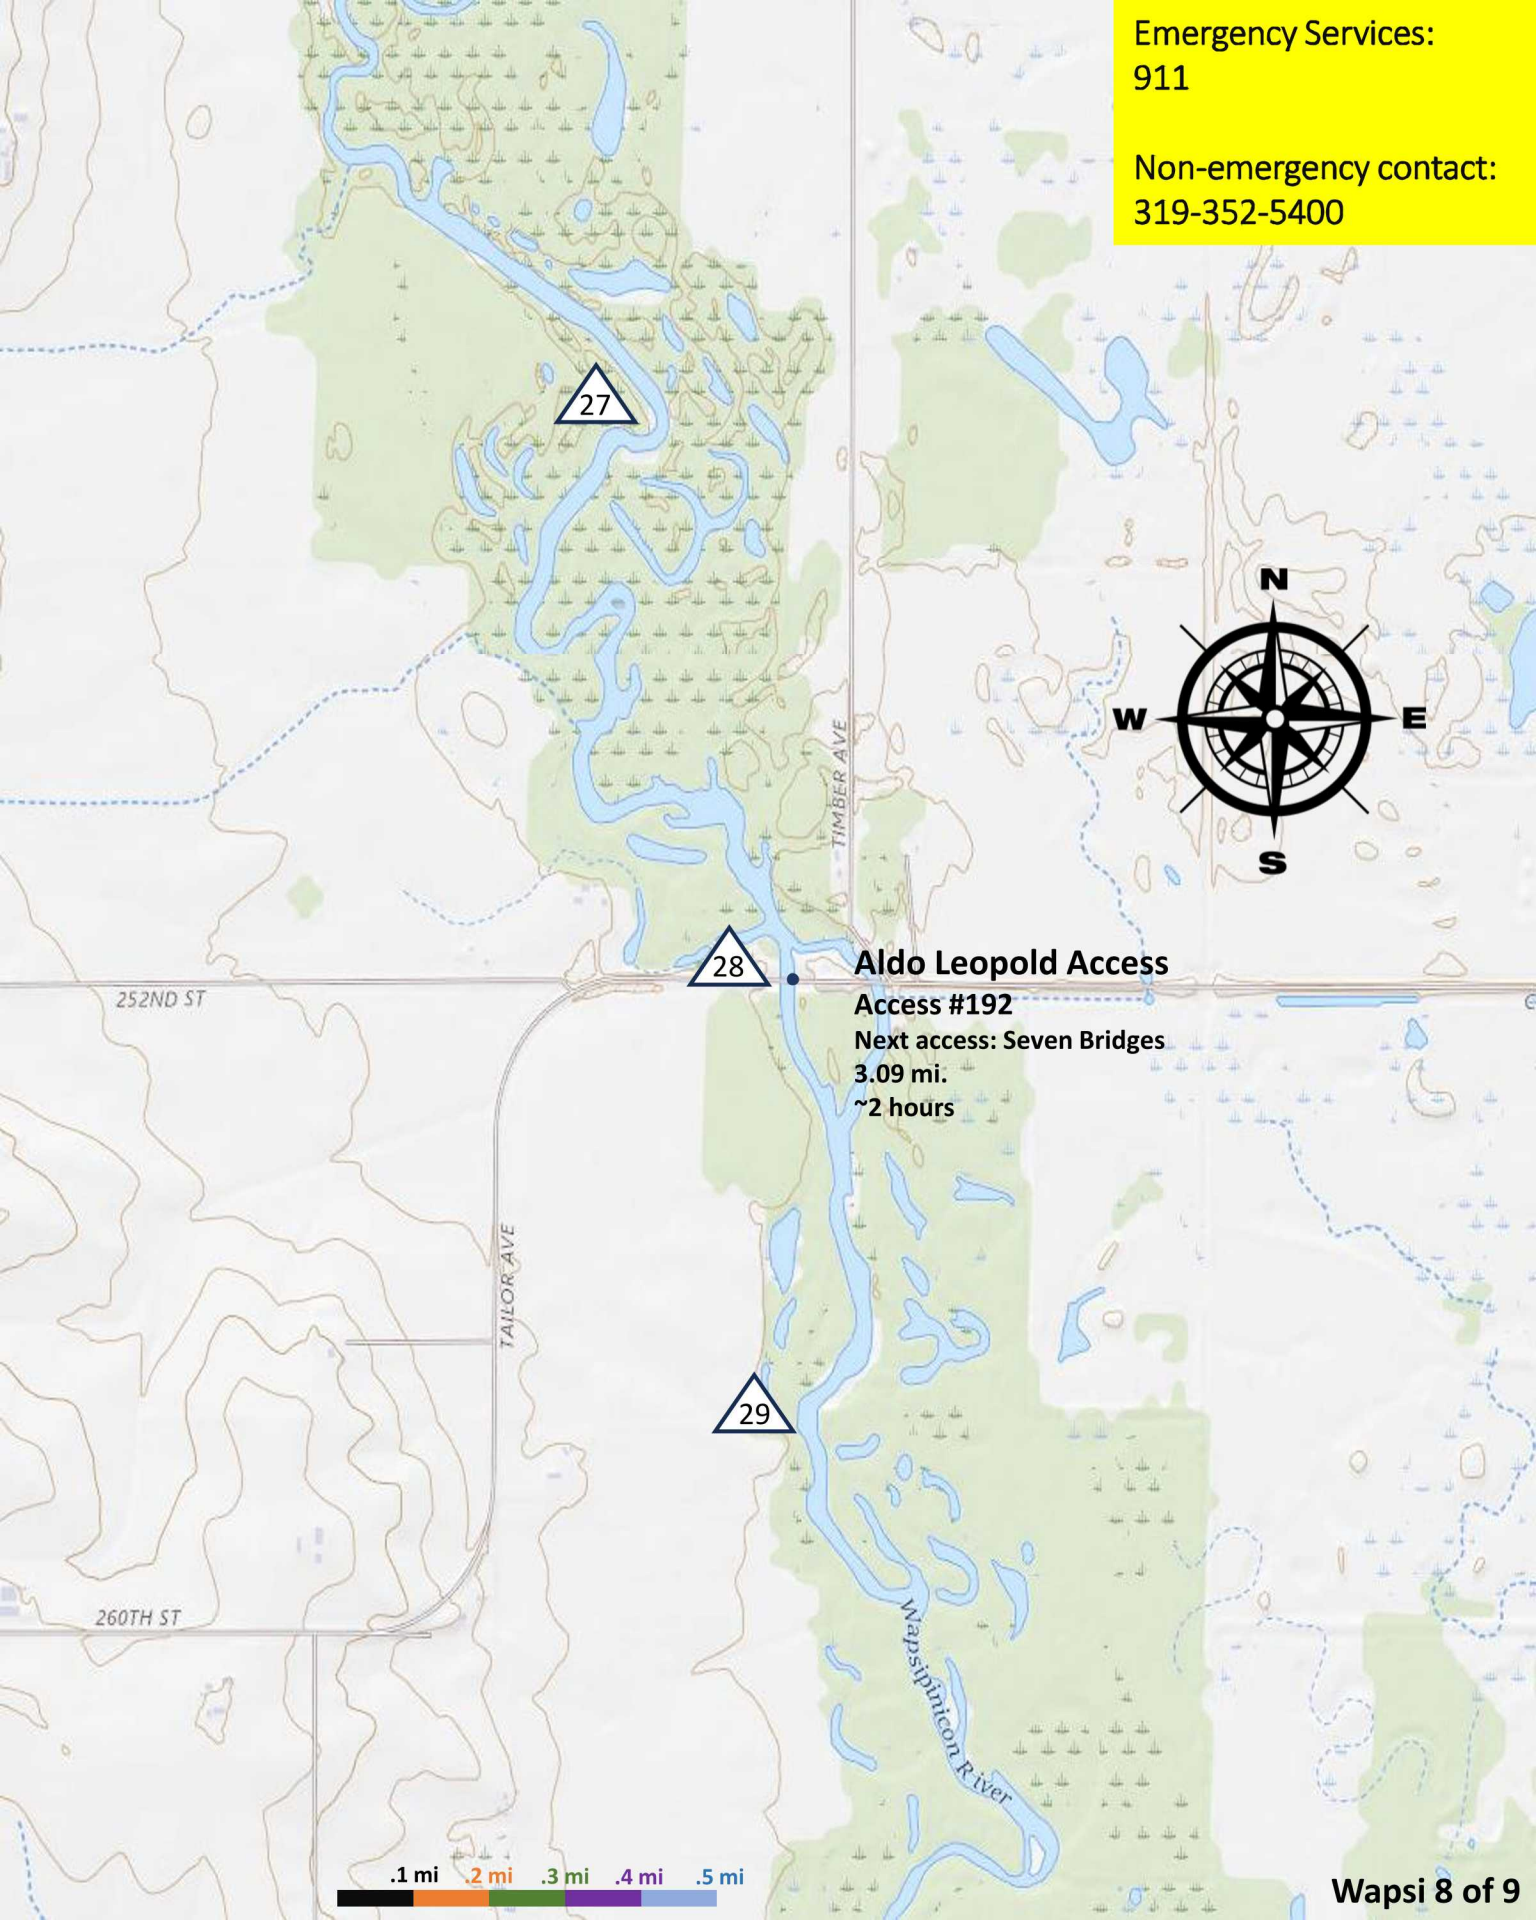 Emergency Services:
911
Non-emergency contact:
319-352-5400
27
N
W
E
S
TIMBER AVE
28
Aldo Leopold Access
Access #192
Next access: Seven Bridges
3.09 mi.
~2 hours
252ND ST
TAILOR AVE
29
260TH ST
Wapsipinicon River
.1 mi .2 mi .3 mi .4 mi .5 mi
Wapsi 8 of 9